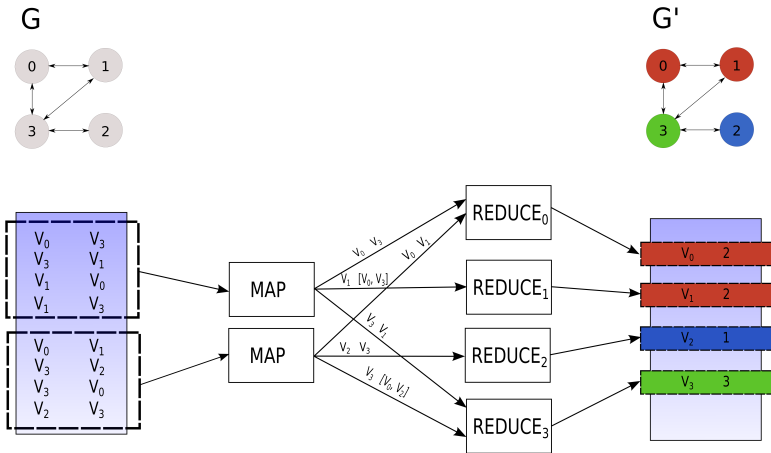 G G'
0 1
3 2
0 1
3 2
V0 V3
V3 V1
V1 V0
V1 V3
V0 V1
V3 V2
V3 V0
V2 V3
MAP
MAP
V0 V3
V0 V1
V1 [V0, V3]
V3 V1
V2 V3
V3 [V0, V2]
REDUCE0
REDUCE1
REDUCE2
REDUCE3
V0 2
V1 2
V2 1
V3 3